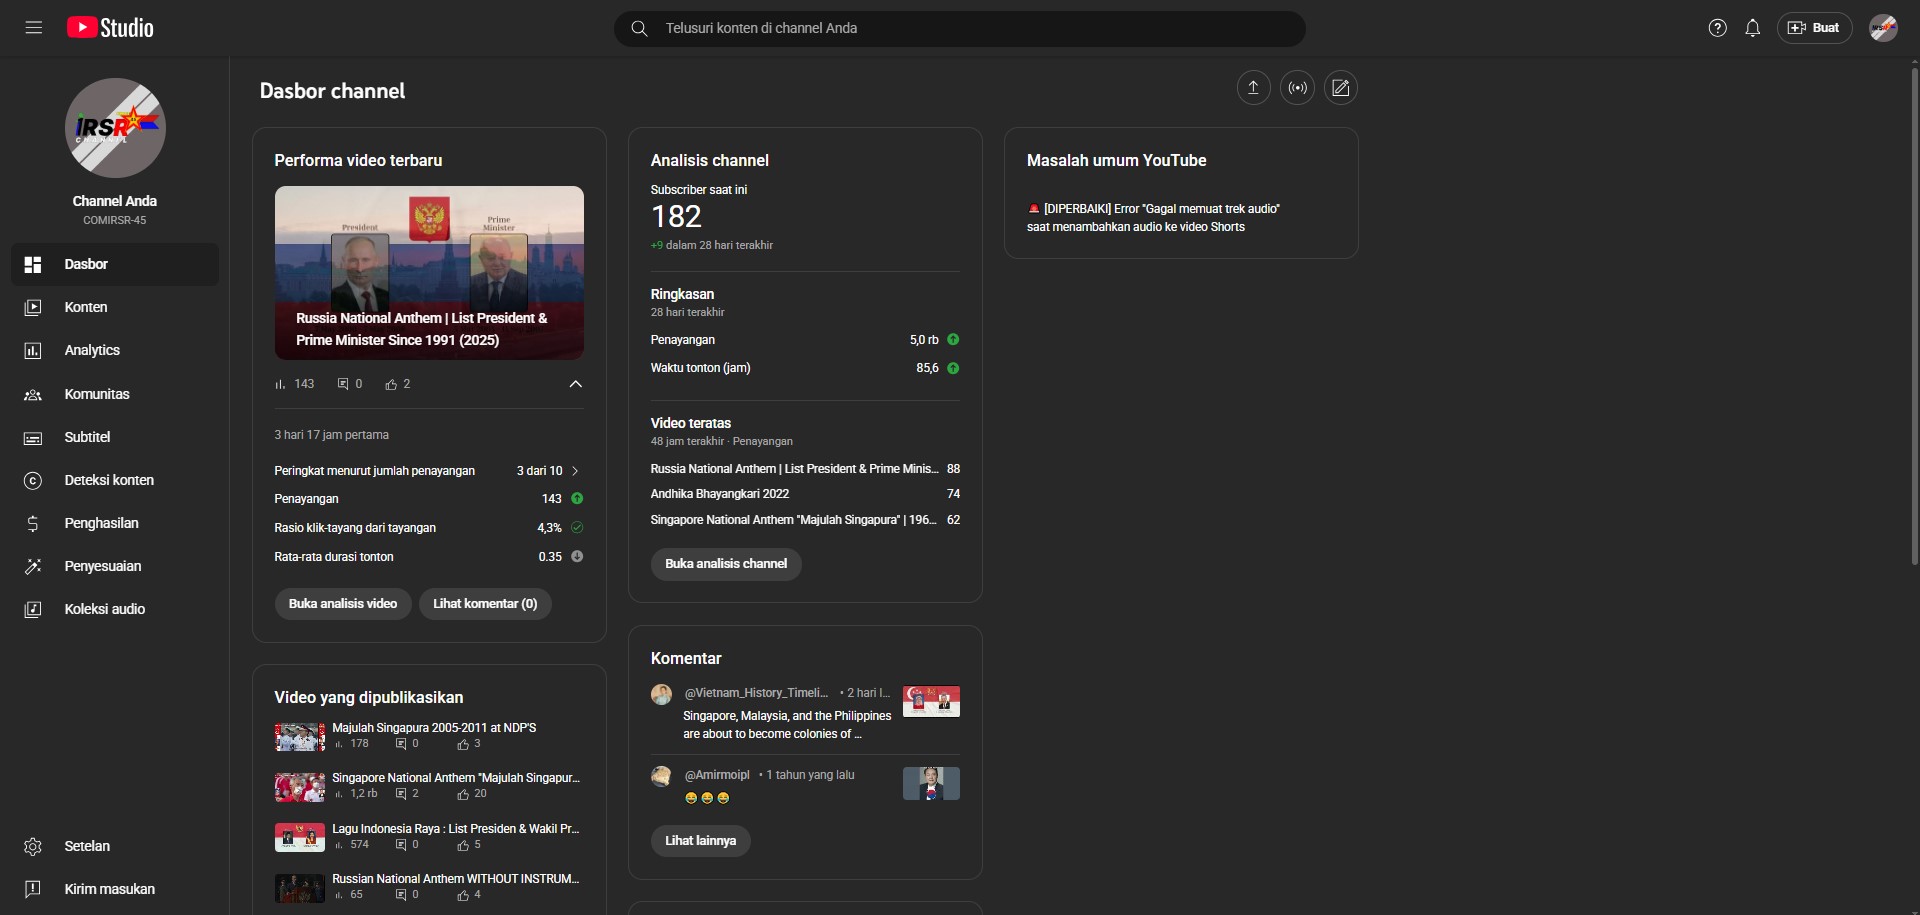 Studio
Telusuri konten di channel Anda
Buat
IRSR
CHANNEL
Channel Anda
COMIRSR-45
Dasbor
Konten
Analytics
Komunitas
Subtitel
Deteksi konten
Penghasilan
Penyesuaian
Koleksi audio
Setelan
Kirim masukan
Dasbor channel
Performa video terbaru
President
Prime
Minister
Russia National Anthem | List President &
Prime Minister Since 1991 (2025)
143 0 2
3 hari 17 jam pertama
Peringkat menurut jumlah penayangan 3 dari 10
Penayangan 143
Rasio klik-tayang dari tayangan 4,3%
Rata-rata durasi tonton 0.35
Buka analisis video Lihat komentar (0)
Video yang dipublikasikan
Majulah Singapura 2005-2011 at NDP'S
178 0 3
Singapore National Anthem "Majulah Singapur...
1,2 rb 2 20
Lagu Indonesia Raya : List Presiden & Wakil Pr...
574 0 5
Russian National Anthem WITHOUT INSTRUM...
65 0 4
Analisis channel
Subscriber saat ini
182
+9 dalam 28 hari terakhir
Ringkasan
28 hari terakhir
Penayangan 5,0 rb
Waktu tonton (jam) 85,6
Video teratas
48 jam terakhir · Penayangan
Russia National Anthem | List President & Prime Minis... 88
Andhika Bhayangkari 2022 74
Singapore National Anthem "Majulah Singapura" | 196... 62
Buka analisis channel
Komentar
@Vietnam_History_Timeli... • 2 hari l...
Singapore, Malaysia, and the Philippines
are about to become colonies of ...
@Amirmoipl • 1 tahun yang lalu
😂😂😂
Lihat lainnya
Masalah umum YouTube
🚨 [DIPERBAIKI] Error "Gagal memuat trek audio"
saat menambahkan audio ke video Shorts